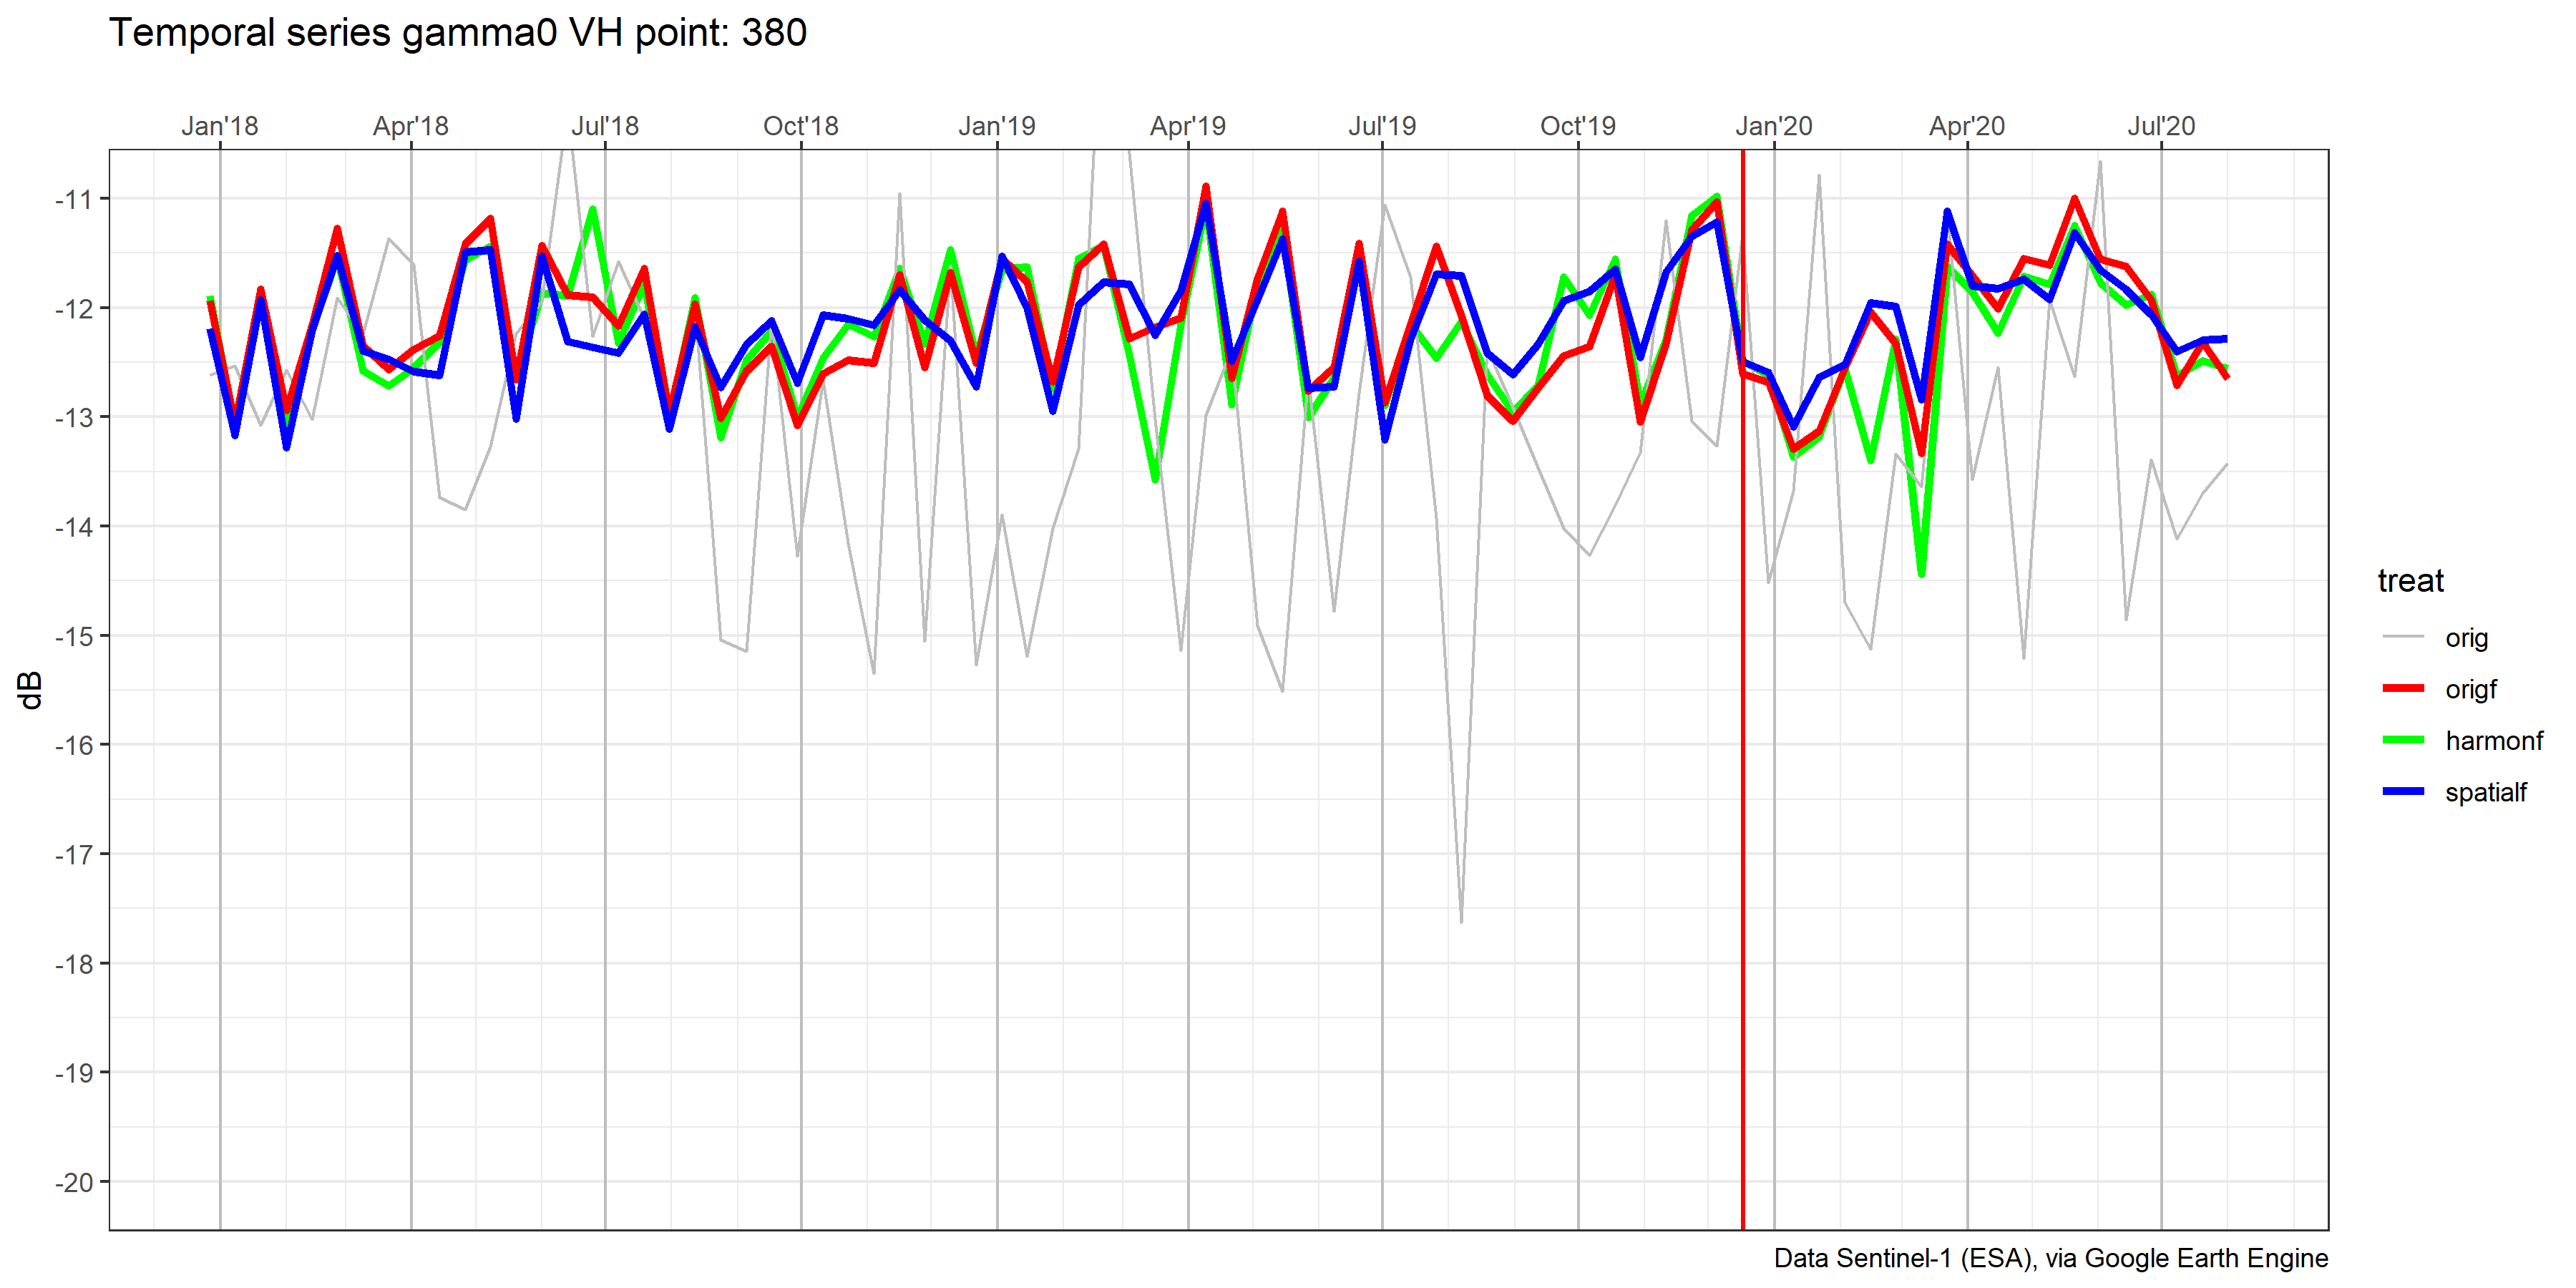 Temporal series gamma0 VH point: 380
Jan'18 Apr'18 Jul'18 Oct'18 Jan'19 Apr'19 Jul'19 Oct'19 Jan'20 Apr'20 Jul'20
-11
-12
-13
-14
-15
-16
-17
-18
-19
-20
dB
treat
orig
origf
harmonf
spatialf
Data Sentinel-1 (ESA), via Google Earth Engine